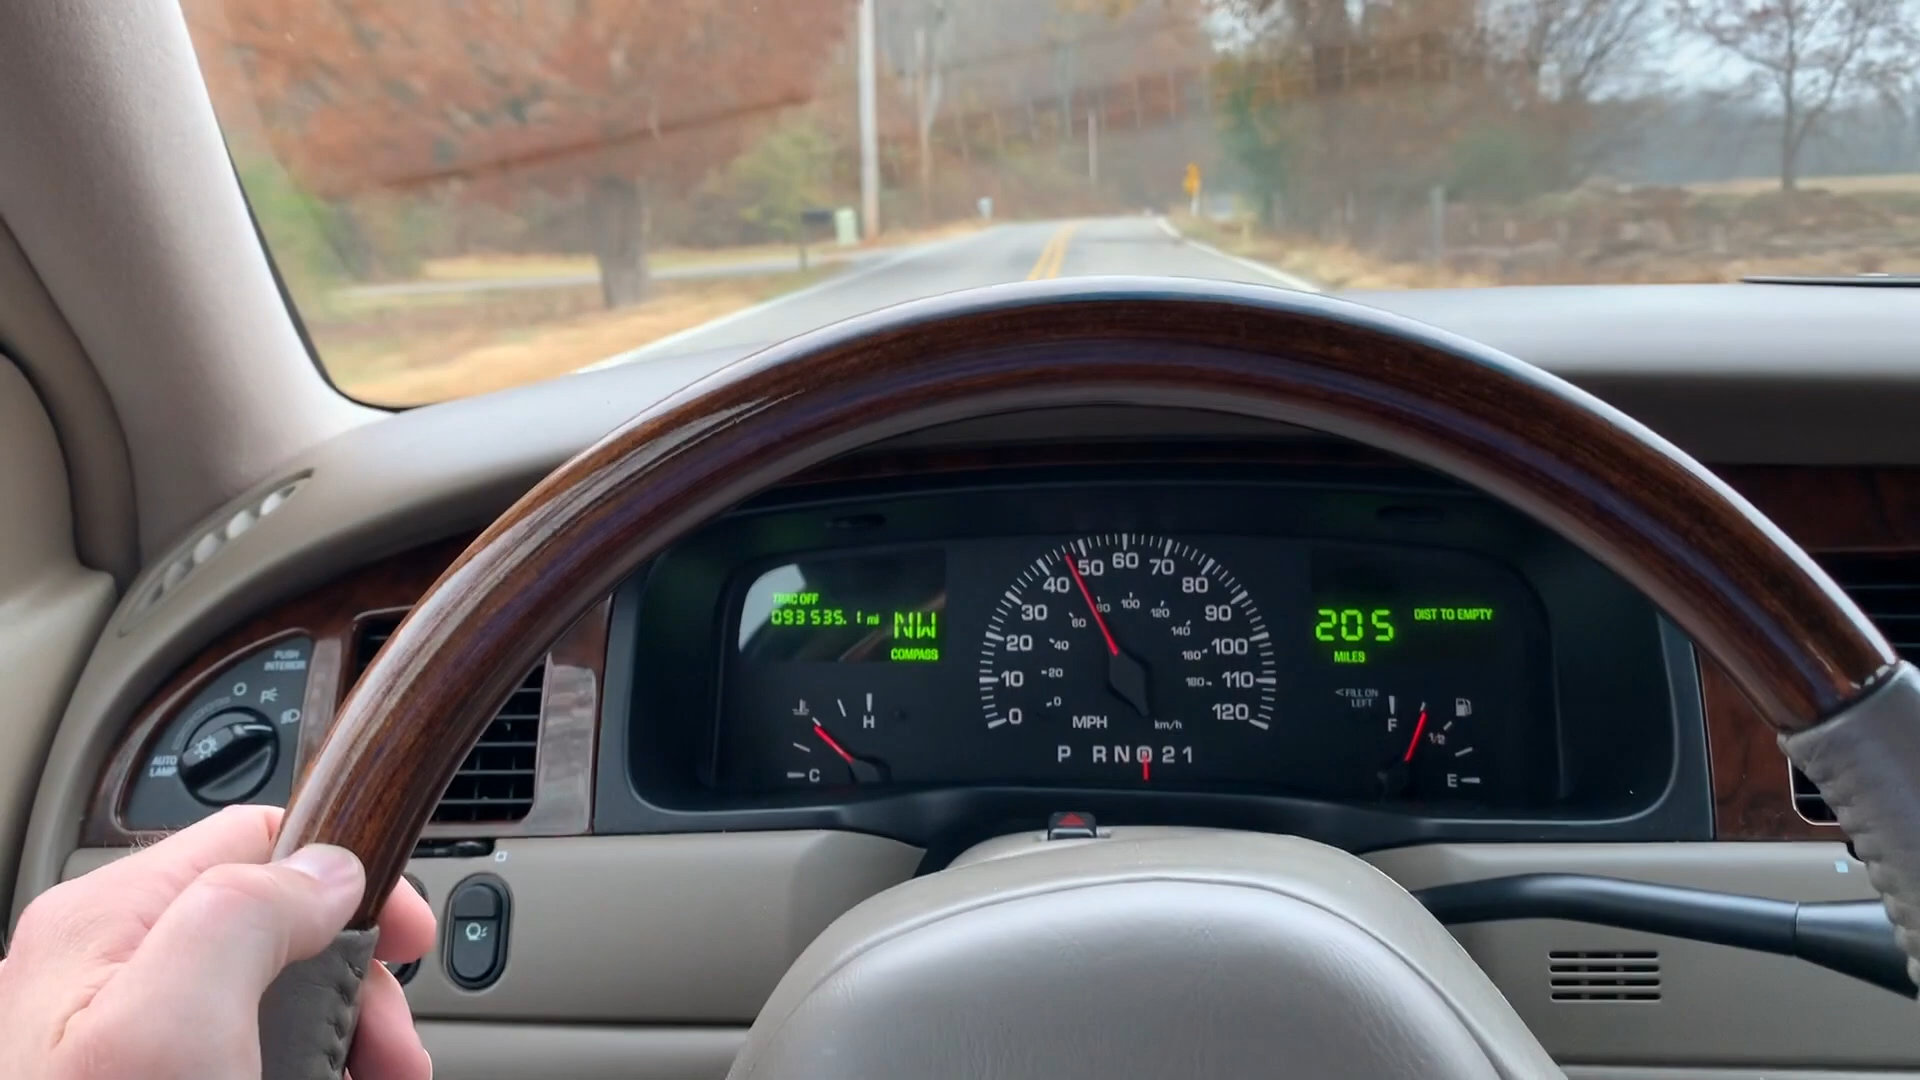 PUSH
INTERIOR
AUTO
LAMP
TRAC OFF
093535.1 mi
NW
COMPASS
H
C
0 10 20 30 40 50 60 70 80 90 100 110 120
0 20 40 60 80 100 120 140 160 180
MPH km/h
P RND21
205 DIST TO EMPTY
MILES
<FILL ON
LEFT
F
1/2
E